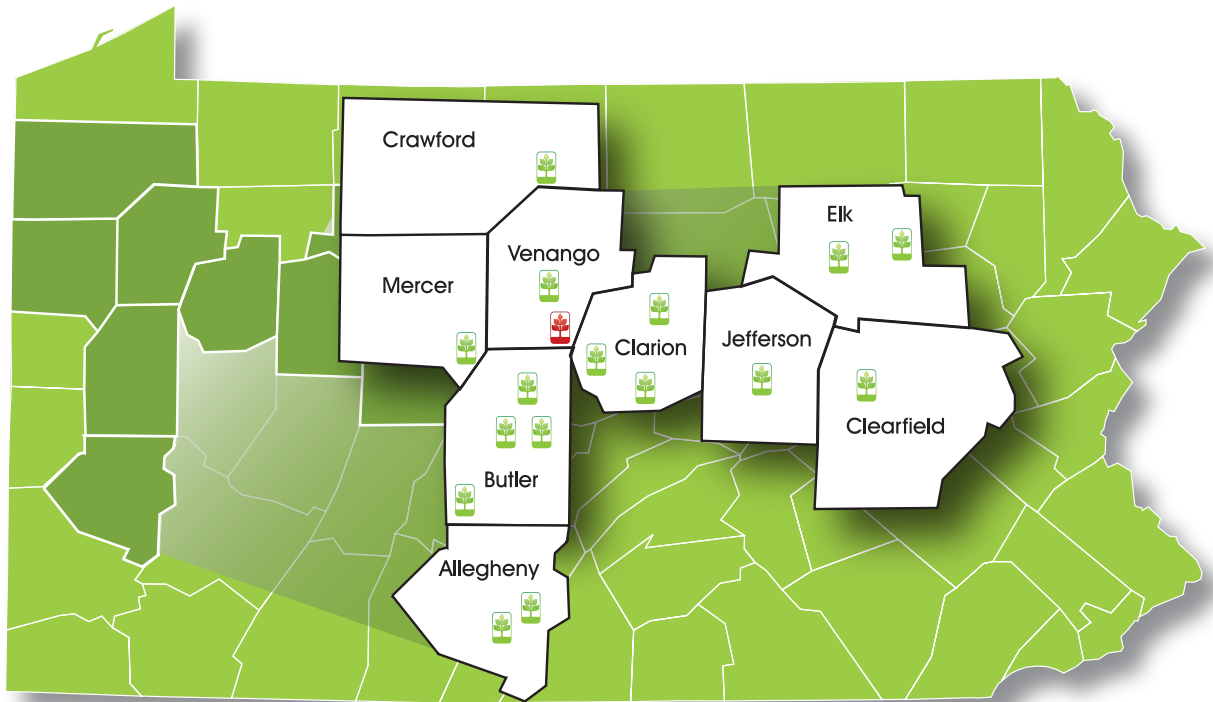 Crawford
Elk
Venango
Mercer
Jefferson
Clarion
Clearfield
Butler
Allegheny